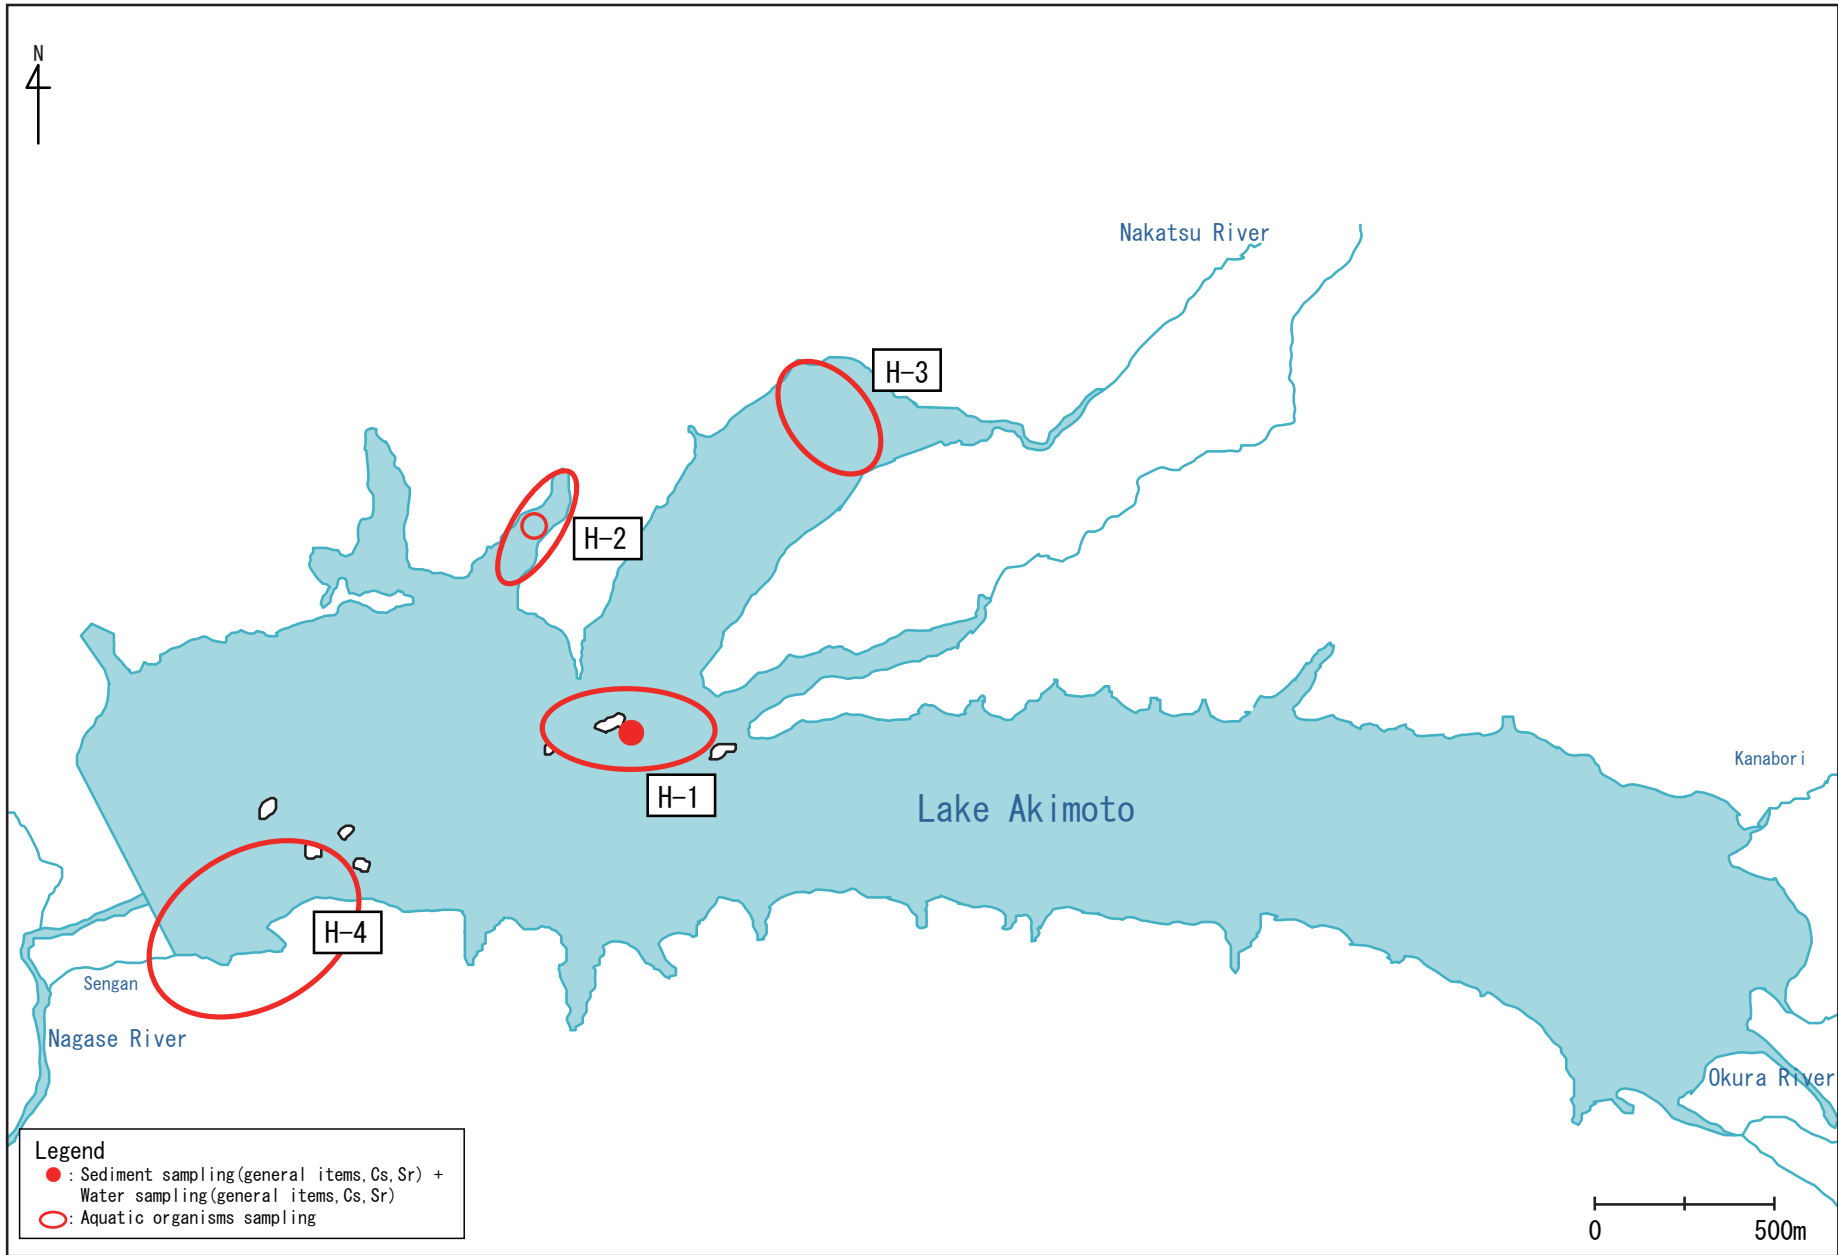 N
Nakatsu River
H-3
H-2
H-1
Lake Akimoto
Kanabori
H-4
Sengan
Nagase River
Okura River
Legend
: Sediment sampling(general items,Cs,Sr) +
Water sampling(general items,Cs,Sr)
: Aquatic organisms sampling
0 500m